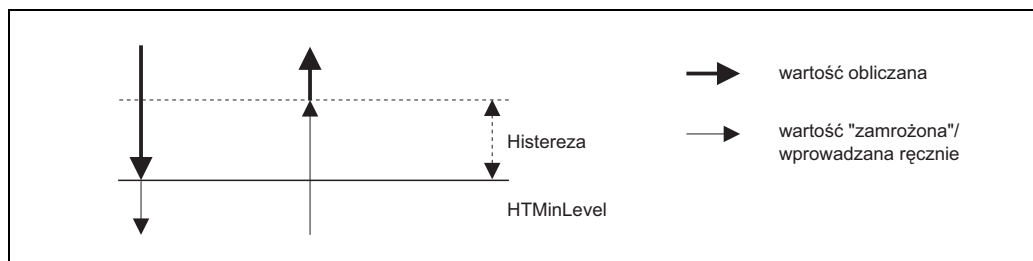 wartość obliczana
wartość "zamrożona"/
wprowadzana ręcznie
Histereza
HTMinLevel